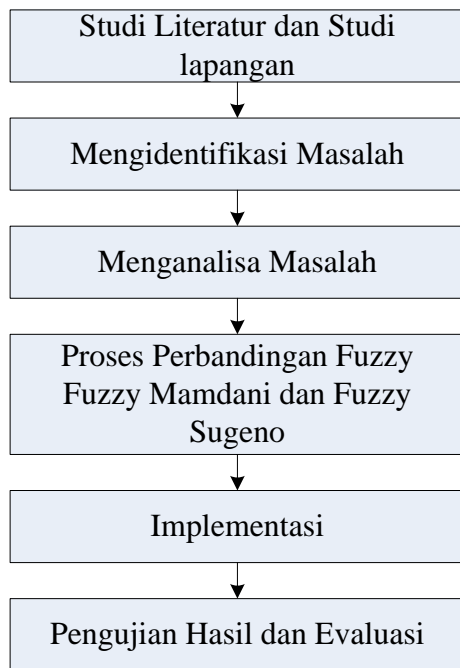 Studi Literatur dan Studi
lapangan
Mengidentifikasi Masalah
Menganalisa Masalah
Proses Perbandingan Fuzzy
Fuzzy Mamdani dan Fuzzy
Sugeno
Implementasi
Pengujian Hasil dan Evaluasi